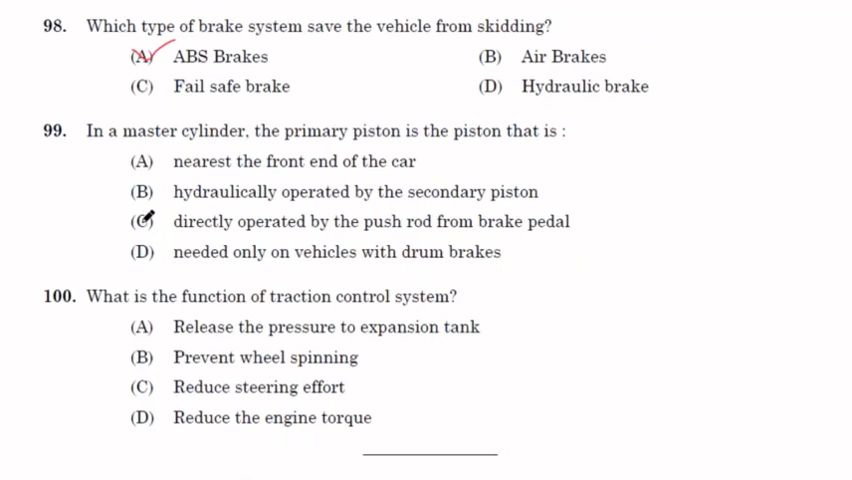 98. Which type of brake system save the vehicle from skidding?
(A) ABS Brakes (B) Air Brakes
(C) Fail safe brake (D) Hydraulic brake
99. In a master cylinder, the primary piston is the piston that is :
(A) nearest the front end of the car
(B) hydraulically operated by the secondary piston
(C) directly operated by the push rod from brake pedal
(D) needed only on vehicles with drum brakes
100. What is the function of traction control system?
(A) Release the pressure to expansion tank
(B) Prevent wheel spinning
(C) Reduce steering effort
(D) Reduce the engine torque